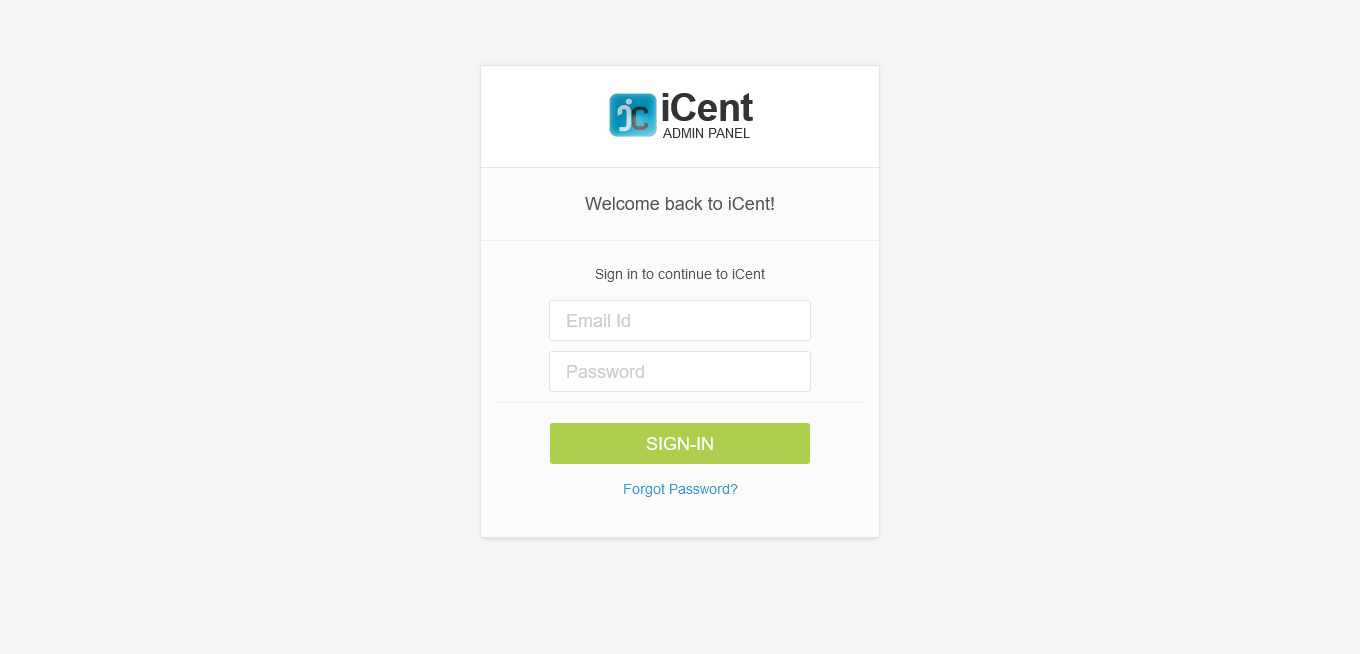 iC iCent
ADMIN PANEL
Welcome back to iCent!
Sign in to continue to iCent
Email Id
Password
SIGN-IN
Forgot Password?